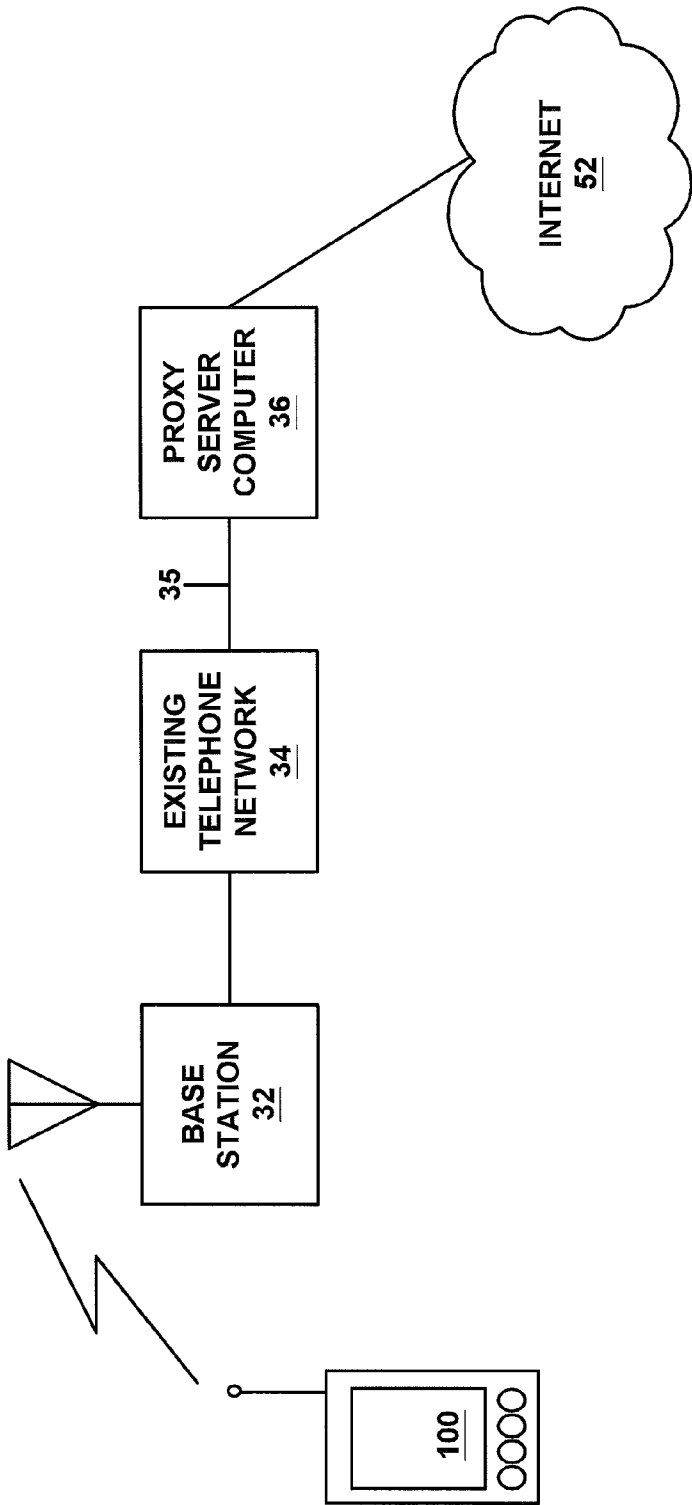 100
BASE
STATION
32
EXISTING
TELEPHONE
NETWORK
34
35
PROXY
SERVER
COMPUTER
36
INTERNET
52